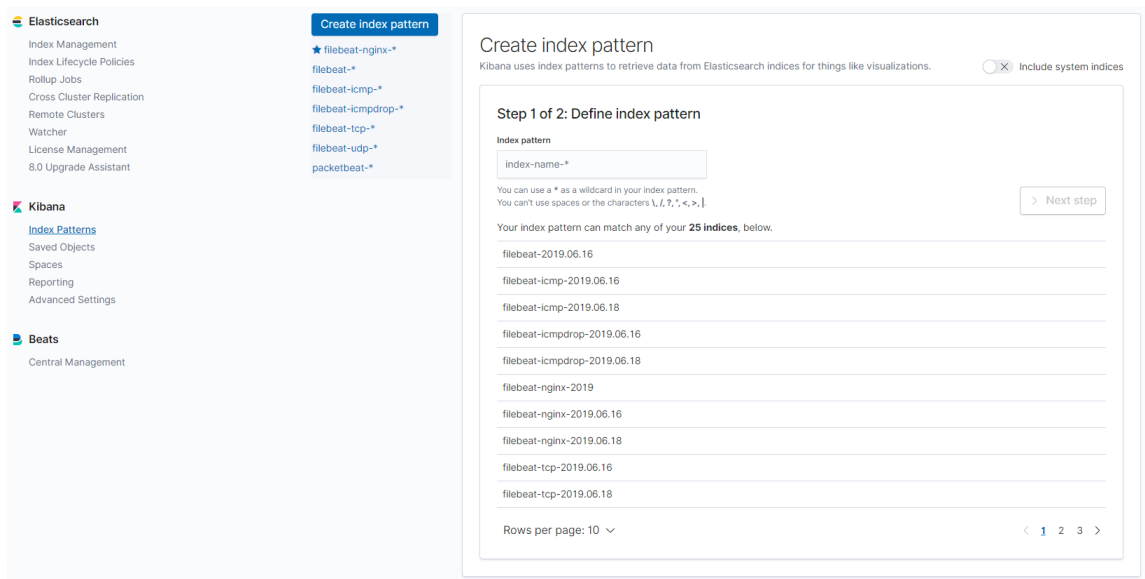 Elasticsearch
Index Management
Index Lifecycle Policies
Rollup Jobs
Cross Cluster Replication
Remote Clusters
Watcher
License Management
8.0 Upgrade Assistant
Kibana
Index Patterns
Saved Objects
Spaces
Reporting
Advanced Settings
Beats
Central Management
Create index pattern
filebeat-nginx-*
filebeat-*
filebeat-icmp-*
filebeat-icmpdrop-*
filebeat-tcp-*
filebeat-udp-*
packetbeat-*
Create index pattern
Kibana uses index patterns to retrieve data from Elasticsearch indices for things like visualizations.
Include system indices
Step 1 of 2: Define index pattern
Index pattern
index-name-*
You can use a * as a wildcard in your index pattern.
You can't use spaces or the characters \, /, ?, ", <, >, |.
Next step
Your index pattern can match any of your 25 indices, below.
filebeat-2019.06.16
filebeat-icmp-2019.06.16
filebeat-icmp-2019.06.18
filebeat-icmpdrop-2019.06.16
filebeat-icmpdrop-2019.06.18
filebeat-nginx-2019
filebeat-nginx-2019.06.16
filebeat-nginx-2019.06.18
filebeat-tcp-2019.06.16
filebeat-tcp-2019.06.18
Rows per page: 10
1 2 3